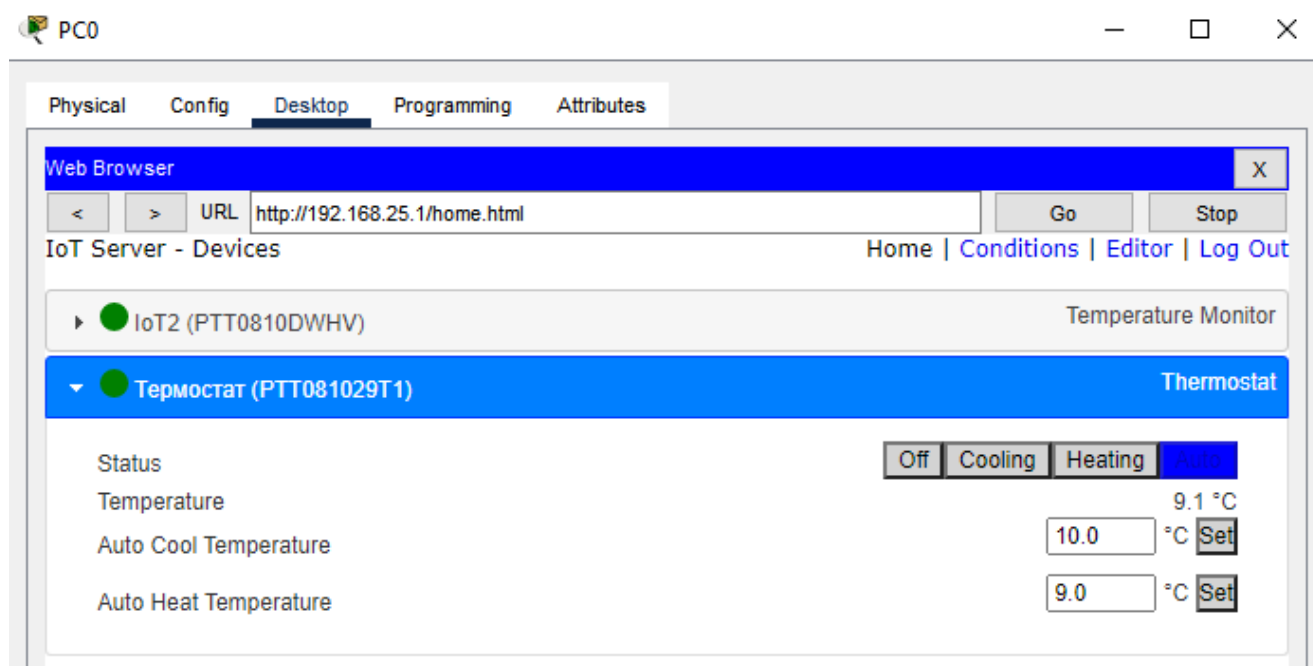 PC0
Physical Config Desktop Programming Attributes
Web Browser X
< > URL http://192.168.25.1/home.html Go Stop
IoT Server - Devices Home | Conditions | Editor | Log Out
IoT2 (PTT0810DWHV) Temperature Monitor
Термостат (PTT081029T1) Thermostat
Status Off Cooling Heating Auto
Temperature 9.1 °C
Auto Cool Temperature 10.0 °C Set
Auto Heat Temperature 9.0 °C Set